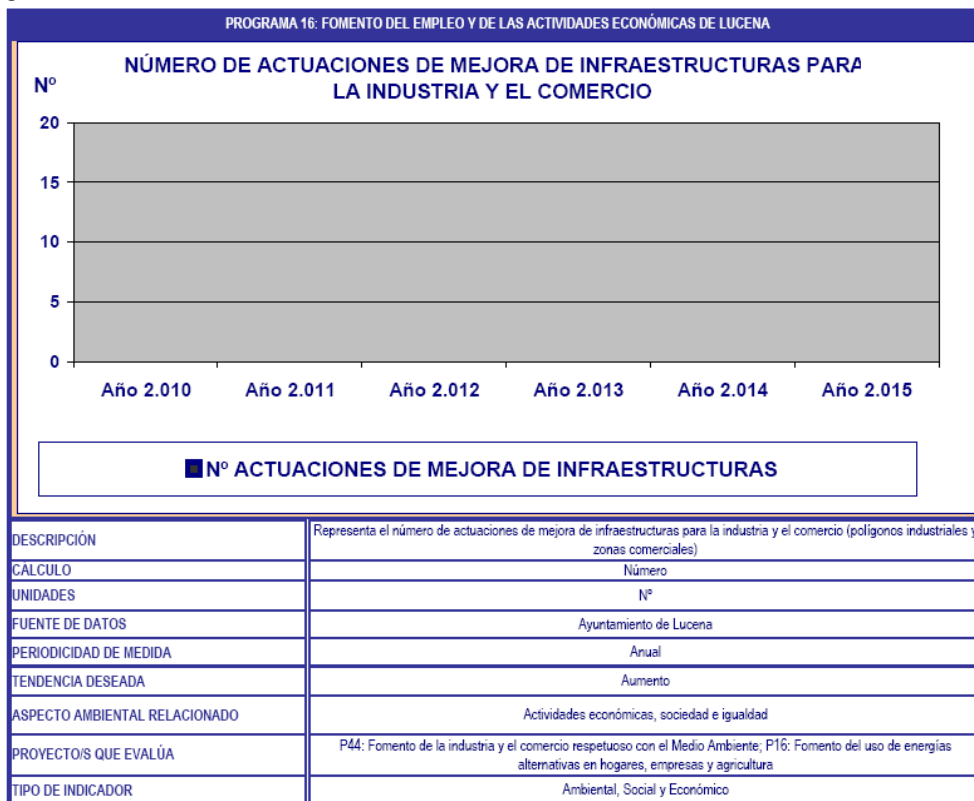 PROGRAMA 16: FOMENTO DEL EMPLEO Y DE LAS ACTIVIDADES ECONÓMICAS DE LUCENA
NÚMERO DE ACTUACIONES DE MEJORA DE INFRAESTRUCTURAS PARA
LA INDUSTRIA Y EL COMERCIO
Nº
20
15
10
5
0
Año 2.010 Año 2.011 Año 2.012 Año 2.013 Año 2.014 Año 2.015
Nº ACTUACIONES DE MEJORA DE INFRAESTRUCTURAS
DESCRIPCIÓN
Representa el número de actuaciones de mejora de infraestructuras para la industria y el comercio (polígonos industriales y
zonas comerciales)
CÁLCULO
Número
UNIDADES
Nº
FUENTE DE DATOS
Ayuntamiento de Lucena
PERIODICIDAD DE MEDIDA
Anual
TENDENCIA DESEADA
Aumento
ASPECTO AMBIENTAL RELACIONADO
Actividades económicas, sociedad e igualdad
PROYECTO/S QUE EVALÚA
P44: Fomento de la industria y el comercio respetuoso con el Medio Ambiente; P16: Fomento del uso de energías
alternativas en hogares, empresas y agricultura
TIPO DE INDICADOR
Ambiental, Social y Económico